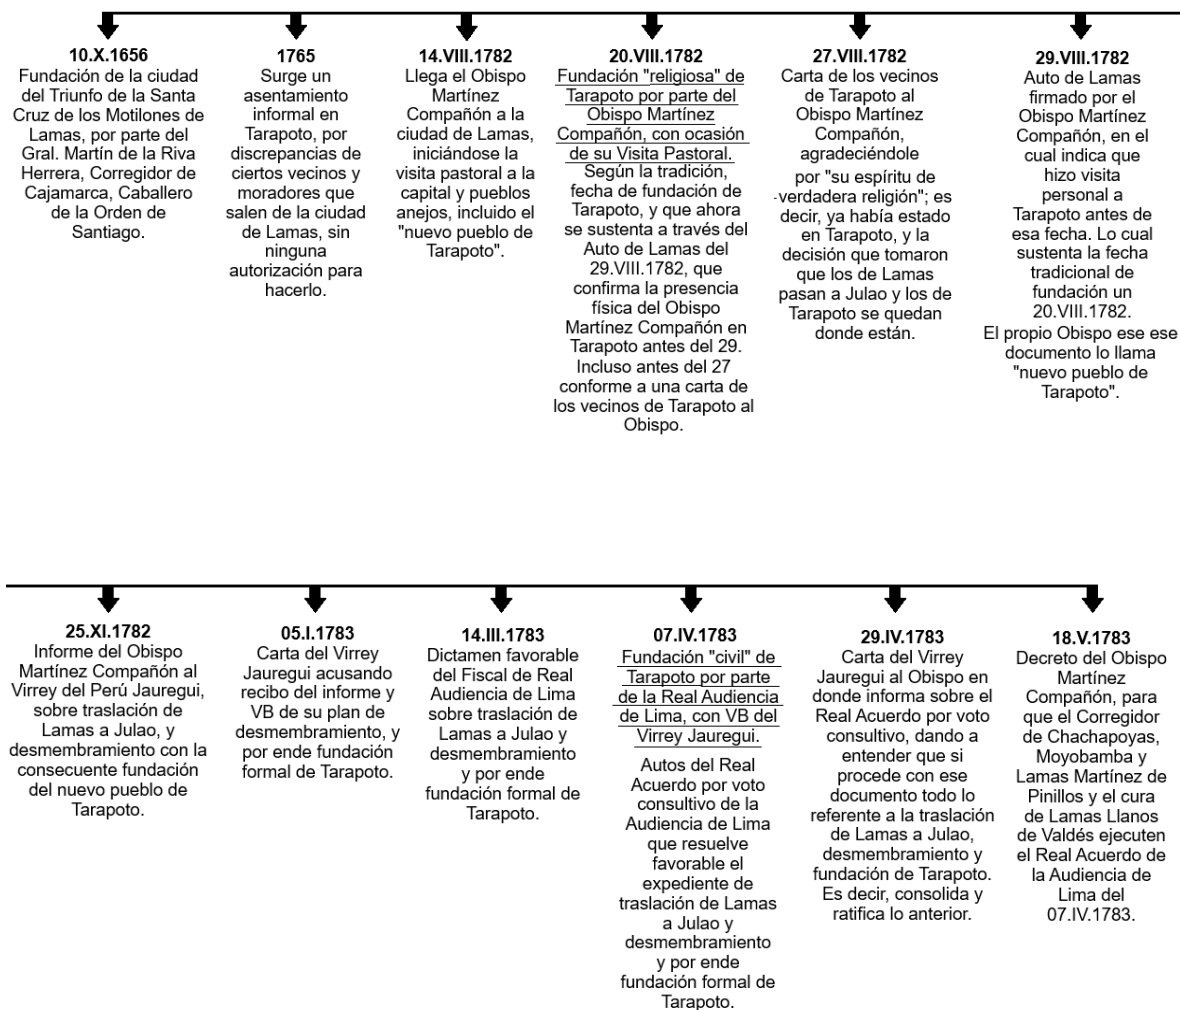 10.X.1656
Fundación de la ciudad
del Triunfo de la Santa
Cruz de los Motilones de
Lamas, por parte del
Gral. Martín de la Riva
Herrera, Corregidor de
Cajamarca, Caballero
de la Orden de
Santiago.
1765
Surge un
asentamiento
informal en
Tarapoto, por
discrepancias de
ciertos vecinos y
moradores que
salen de la ciudad
de Lamas, sin
ninguna
autorización para
hacerlo.
14.VIII.1782
Llega el Obispo
Martínez
Compañón a la
ciudad de Lamas,
iniciándose la
visita pastoral a la
capital y pueblos
anejos, incluido el
"nuevo pueblo de
Tarapoto".
20.VIII.1782
Fundación "religiosa" de
Tarapoto por parte del
Obispo Martínez
Compañón, con ocasión
de su Visita Pastoral.
Según la tradición,
fecha de fundación de
Tarapoto, y que ahora
se sustenta a través del
Auto de Lamas del
29.VIII.1782, que
confirma la presencia
física del Obispo
Martínez Compañón en
Tarapoto antes del 29.
Incluso antes del 27
conforme a una carta de
los vecinos de Tarapoto al
Obispo.
27.VIII.1782
Carta de los vecinos
de Tarapoto al
Obispo Martínez
Compañón,
agradeciéndole
por "su espíritu de
verdadera religión"; es
decir, ya había estado
en Tarapoto, y la
decisión que tomaron
que los de Lamas
pasan a Julao y los de
Tarapoto se quedan
donde están.
29.VIII.1782
Auto de Lamas
firmado por el
Obispo Martínez
Compañón, en el
cual indica que
hizo visita
personal a
Tarapoto antes de
esa fecha. Lo cual
sustenta la fecha
tradicional de
fundación un
20.VIII.1782.
El propio Obispo ese ese
documento lo llama
"nuevo pueblo de
Tarapoto".
25.XI.1782
Informe del Obispo
Martínez Compañón al
Virrey del Perú Jauregui,
sobre traslación de
Lamas a Julao, y
desmembramiento con la
consecuente fundación
del nuevo pueblo de
Tarapoto.
05.I.1783
Carta del Virrey
Jauregui acusando
recibo del informe y
VB de su plan de
desmembramiento, y
por ende fundación
formal de Tarapoto.
14.III.1783
Dictamen favorable
del Fiscal de Real
Audiencia de Lima
sobre traslación de
Lamas a Julao y
desmembramiento
y por ende
fundación formal de
Tarapoto.
07.IV.1783
Fundación "civil" de
Tarapoto por parte
de la Real Audiencia
de Lima, con VB del
Virrey Jauregui.
Autos del Real
Acuerdo por voto
consultivo de la
Audiencia de Lima
que resuelve
favorable el
expediente de
traslación de Lamas
a Julao y
desmembramiento
y por ende
fundación formal de
Tarapoto.
29.IV.1783
Carta del Virrey
Jauregui al Obispo en
donde informa sobre el
Real Acuerdo por voto
consultivo, dando a
entender que si
procede con ese
documento todo lo
referente a la traslación
de Lamas a Julao,
desmembramiento y
fundación de Tarapoto.
Es decir, consolida y
ratifica lo anterior.
18.V.1783
Decreto del Obispo
Martínez
Compañón, para
que el Corregidor
de Chachapoyas,
Moyobamba y
Lamas Martínez de
Pinillos y el cura
de Lamas Llanos
de Valdés ejecuten
el Real Acuerdo de
la Audiencia de
Lima del
07.IV.1783.